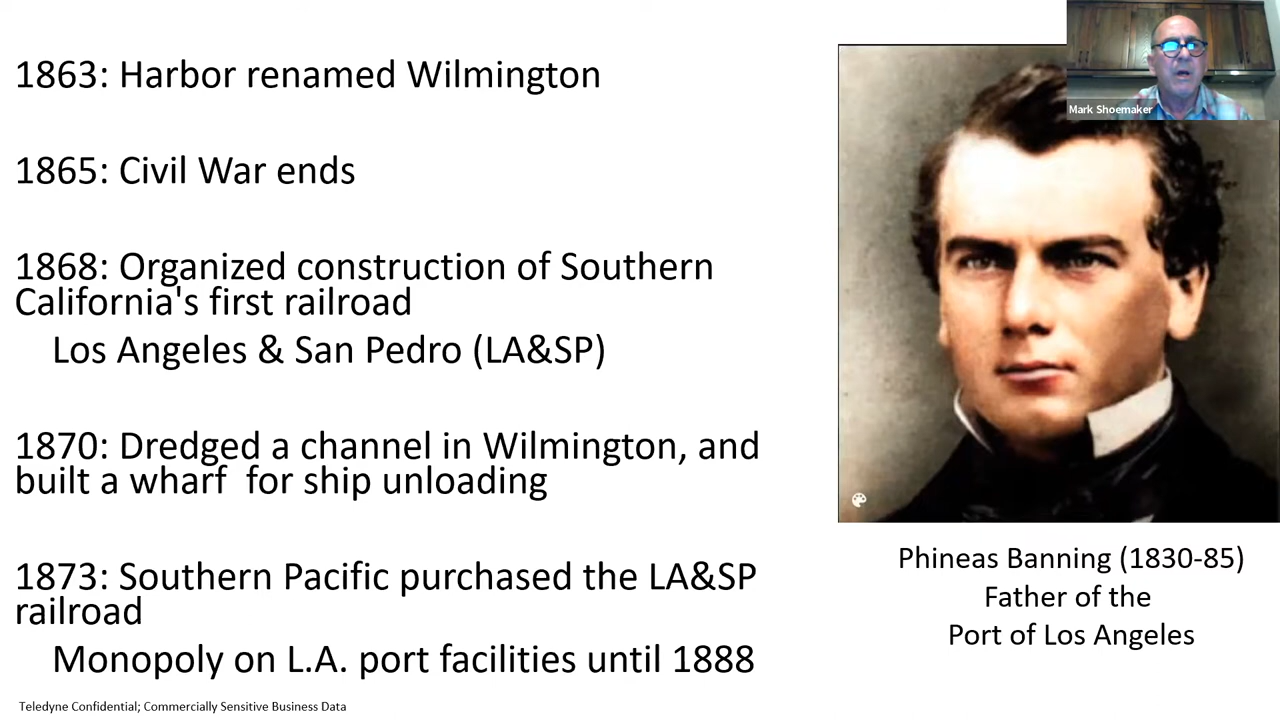 1863: Harbor renamed Wilmington
1865: Civil War ends
1868: Organized construction of Southern
California's first railroad
Los Angeles & San Pedro (LA&SP)
1870: Dredged a channel in Wilmington, and
built a wharf  for ship unloading
1873: Southern Pacific purchased the LA&SP
railroad
Monopoly on L.A. port facilities until 1888
Teledyne Confidential; Commercially Sensitive Business Data
Mark Shoemaker
Phineas Banning (1830-85)
Father of the
Port of Los Angeles